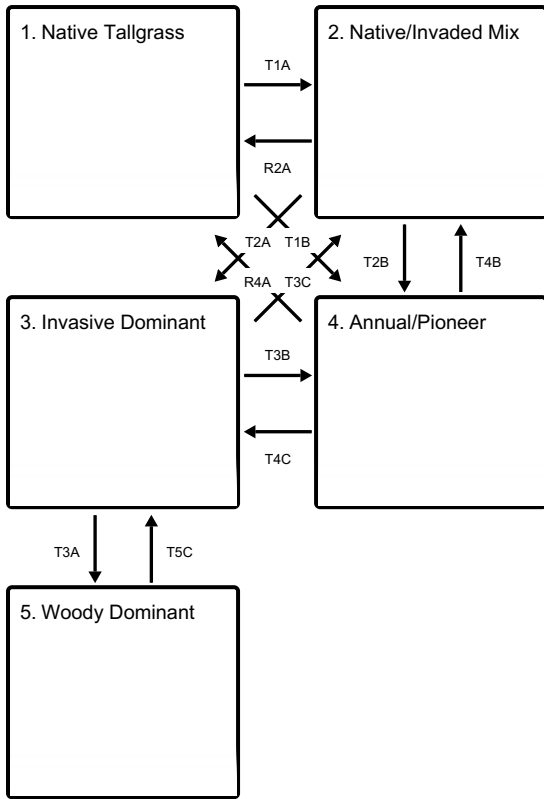 1. Native Tallgrass
2. Native/Invaded Mix
T1A
R2A
T2A
T1B
T2B
T4B
R4A
T3C
3. Invasive Dominant
4. Annual/Pioneer
T3B
T4C
T3A
T5C
5. Woody Dominant